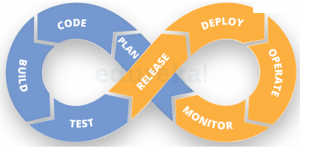 CODE
PLAN
BUILD
TEST
RELEASE
DEPLOY
OPERATE
MONITOR